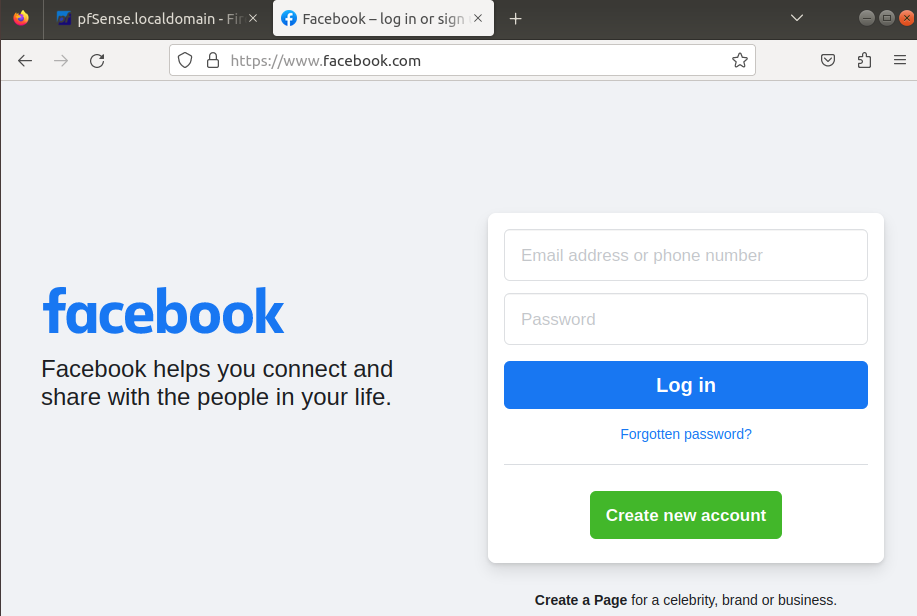 pfSense.localdomain - Fir
Facebook – log in or sign
https://www.facebook.com
facebook
Facebook helps you connect and
share with the people in your life.
Email address or phone number
Password
Log in
Forgotten password?
Create new account
Create a Page for a celebrity, brand or business.